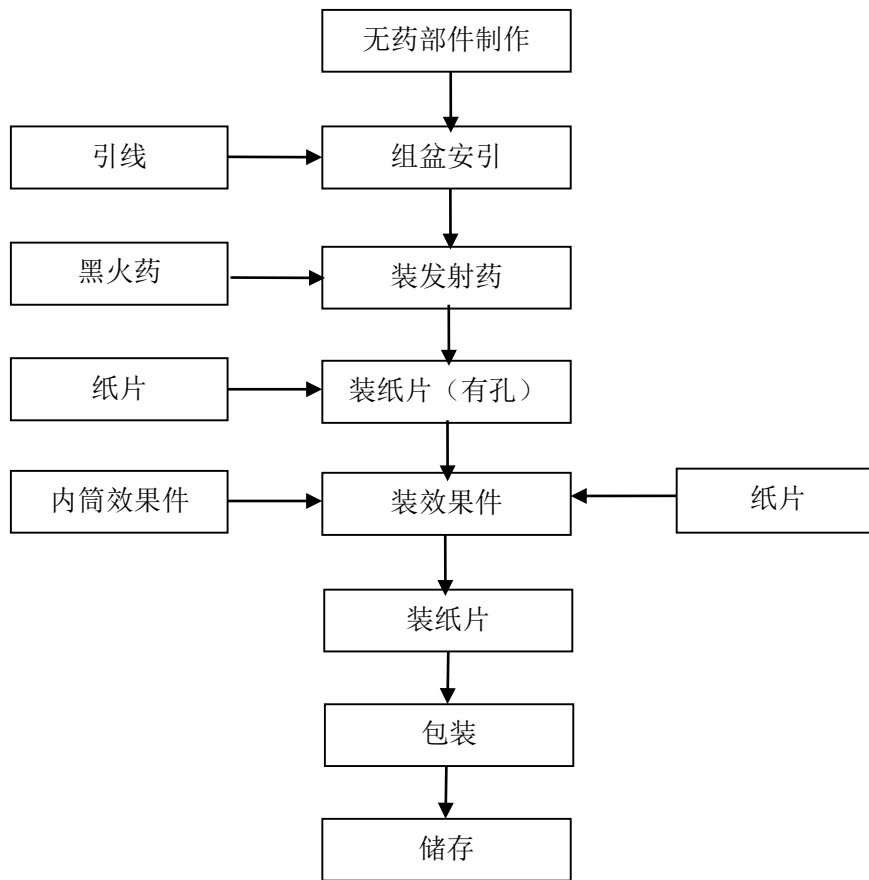 无药部件制作
引线
组盆安引
黑火药
装发射药
纸片
装纸片（有孔）
内筒效果件
装效果件
纸片
装纸片
包装
储存